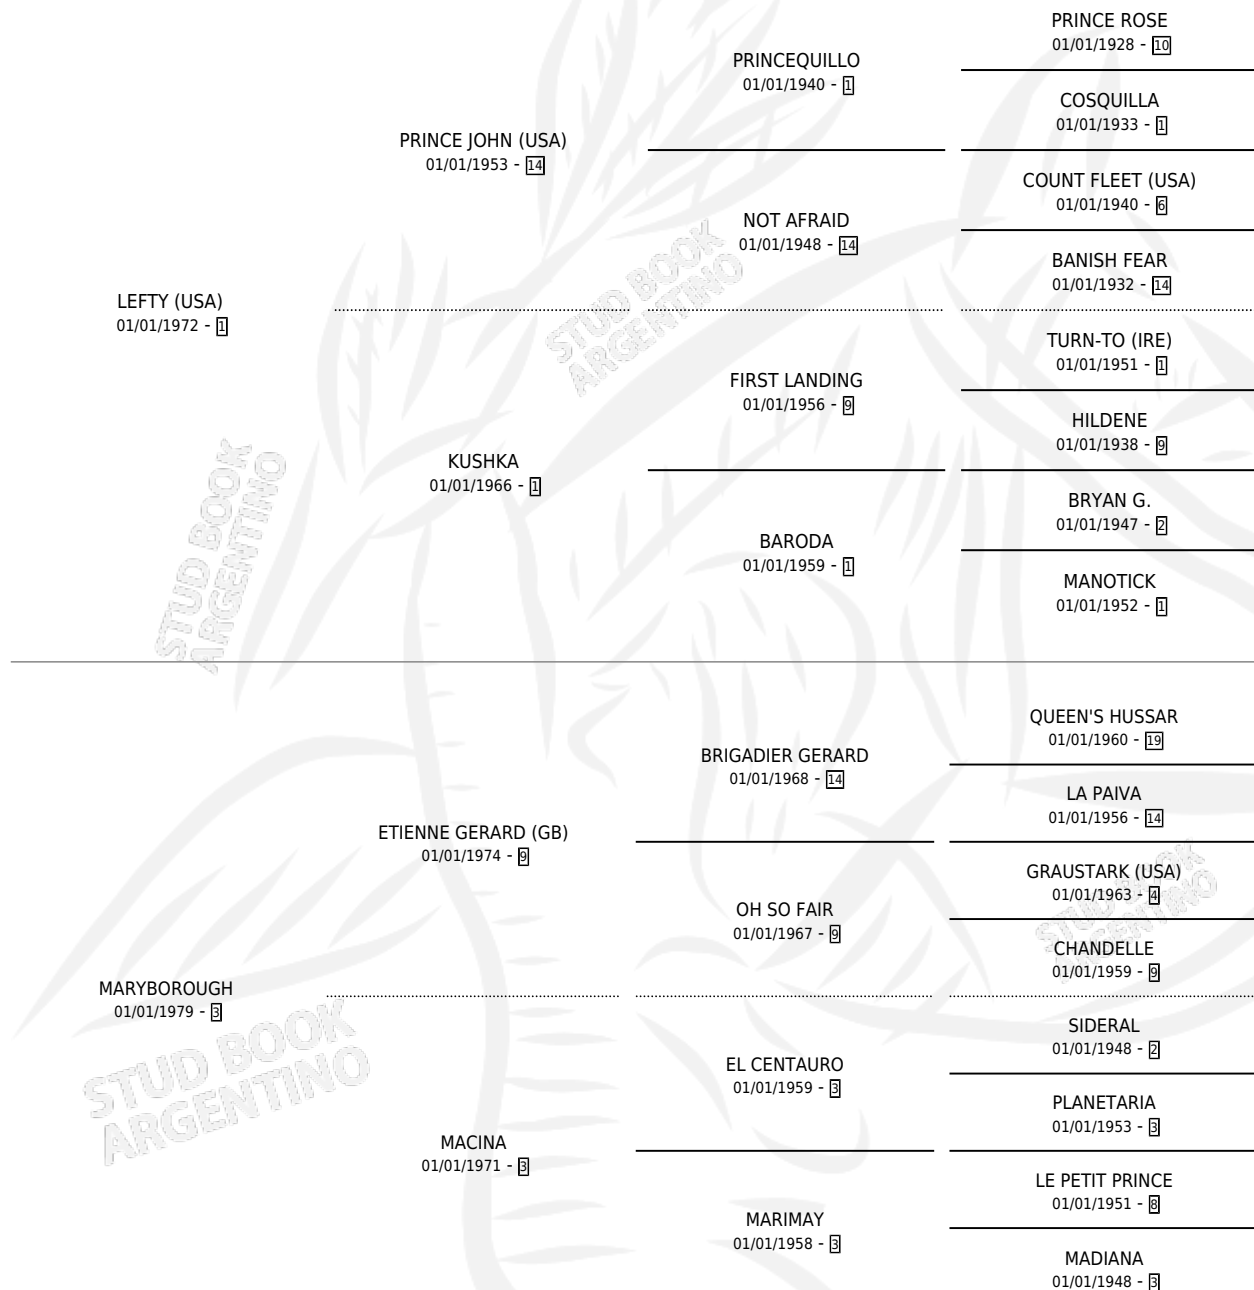 PRINCE ROSE
01/01/1928 - 10
PRINCEQUILLO
01/01/1940 - 1
COSQUILLA
01/01/1933 - 1
PRINCE JOHN (USA)
01/01/1953 - 14
COUNT FLEET (USA)
01/01/1940 - 6
NOT AFRAID
01/01/1948 - 14
BANISH FEAR
01/01/1932 - 14
LEFTY (USA)
01/01/1972 - 1
TURN-TO (IRE)
01/01/1951 - 1
FIRST LANDING
01/01/1956 - 9
HILDENE
01/01/1938 - 9
KUSHKA
01/01/1966 - 1
BRYAN G.
01/01/1947 - 2
BARODA
01/01/1959 - 1
MANOTICK
01/01/1952 - 1
STUD BOOK
ARGENTINO
STUD BOOK
ARGENTINO
QUEEN'S HUSSAR
01/01/1960 - 19
BRIGADIER GERARD
01/01/1968 - 14
LA PAIVA
01/01/1956 - 14
ETIENNE GERARD (GB)
01/01/1974 - 9
GRAUSTARK (USA)
01/01/1963 - 4
OH SO FAIR
01/01/1967 - 9
CHANDELLE
01/01/1959 - 9
MARYBOROUGH
01/01/1979 - 3
SIDERAL
01/01/1948 - 2
EL CENTAURO
01/01/1959 - 3
PLANETARIA
01/01/1953 - 3
MACINA
01/01/1971 - 3
LE PETIT PRINCE
01/01/1951 - 8
MARIMAY
01/01/1958 - 3
MADIANA
01/01/1948 - 3
STUD BOOK
ARGENTINO
STUD BOOK
ARGENTINO